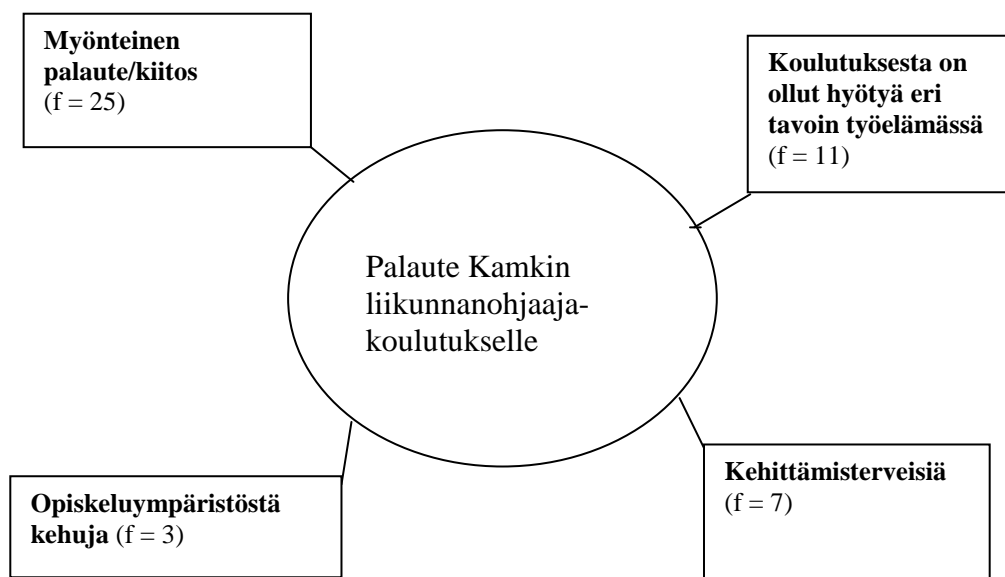 Myönteinen
palaute/kiitos
(f = 25)
Koulutuksesta on
ollut hyötyä eri
tavoin työelämässä
(f = 11)
Palaute Kamkin
liikunnanohjaaja-
koulutukselle
Opiskeluympäristöstä
kehuja (f = 3)
Kehittämisterveisiä
(f = 7)